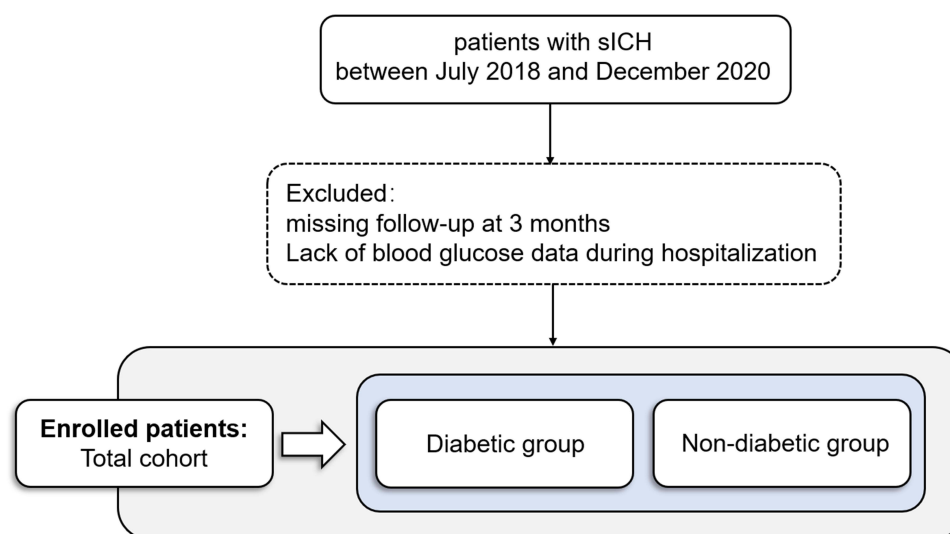 patients with sICH
between July 2018 and December 2020
Excluded：
missing follow-up at 3 months
Lack of blood glucose data during hospitalization
Enrolled patients:
Total cohort
Diabetic group
Non-diabetic group